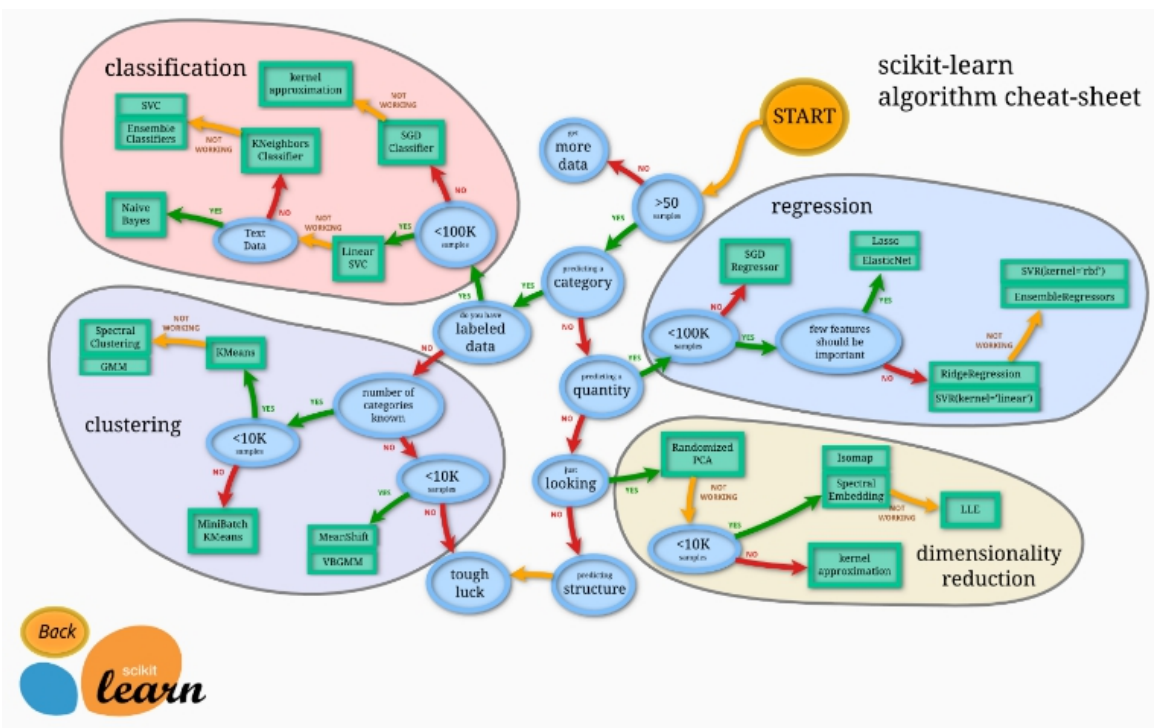 scikit-learn
algorithm cheat-sheet
START
classification
kernel
approximation
NOT
WORKING
SVC
Ensemble
Classifiers
NOT
WORKING
KNeighbors
Classifier
SGD
Classifier
NO
Naive
Bayes
YES
Text
Data
NO
NOT
WORKING
Linear
SVC
YES
<100K
samples
YES
get
more
data
NO
>50
samples
YES
predicting a
category
YES
NO
do you have
labeled
data
NO
predicting a
quantity
YES
NO
just
looking
YES
NO
predicting
structure
tough
luck
regression
SGD
Regressor
NO
<100K
samples
YES
Lasso
ElasticNet
YES
few features
should be
important
NO
SVR(kernel='rbf')
EnsembleRegressors
NOT
WORKING
RidgeRegression
SVR(kernel='linear')
clustering
Spectral
Clustering
GMM
NOT
WORKING
KMeans
YES
<10K
samples
NO
MiniBatch
KMeans
YES
number of
categories
known
NO
<10K
samples
YES
NO
MeanShift
VBGMM
Randomized
PCA
NOT
WORKING
<10K
samples
YES
NO
Isomap
Spectral
Embedding
NOT
WORKING
LLE
kernel
approximation
dimensionality
reduction
Back
scikit
learn